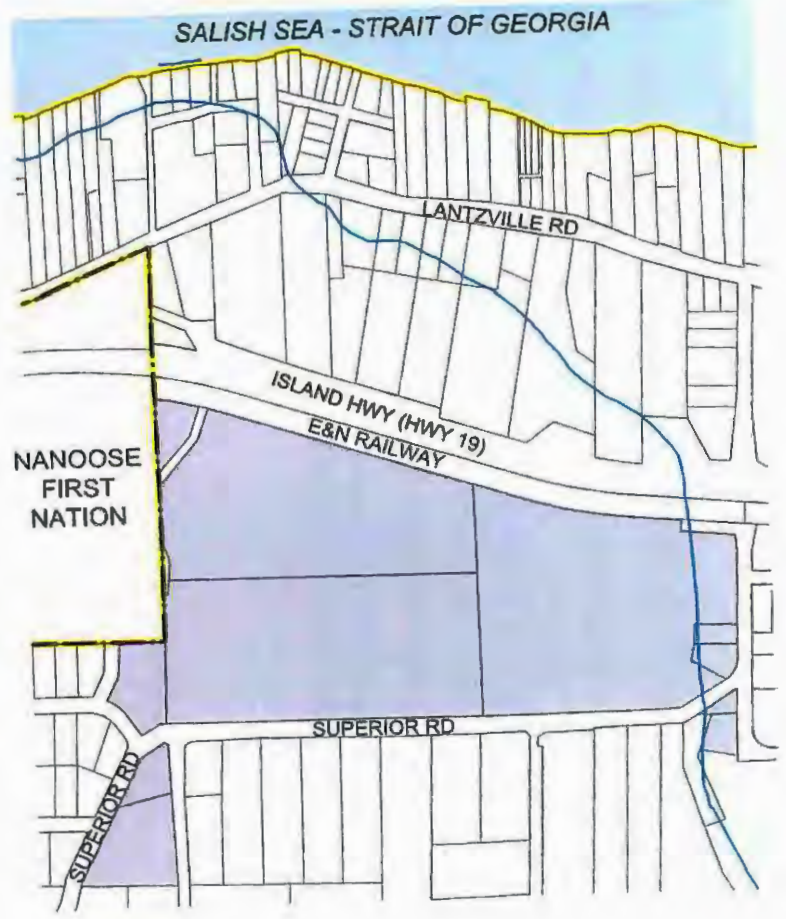 SALISH SEA - STRAIT OF GEORGIA
LANTZVILLE RD
ISLAND HWY (HWY 19)
E&N RAILWAY
NANOOSE
FIRST
NATION
SUPERIOR RD
SUPERIOR RD